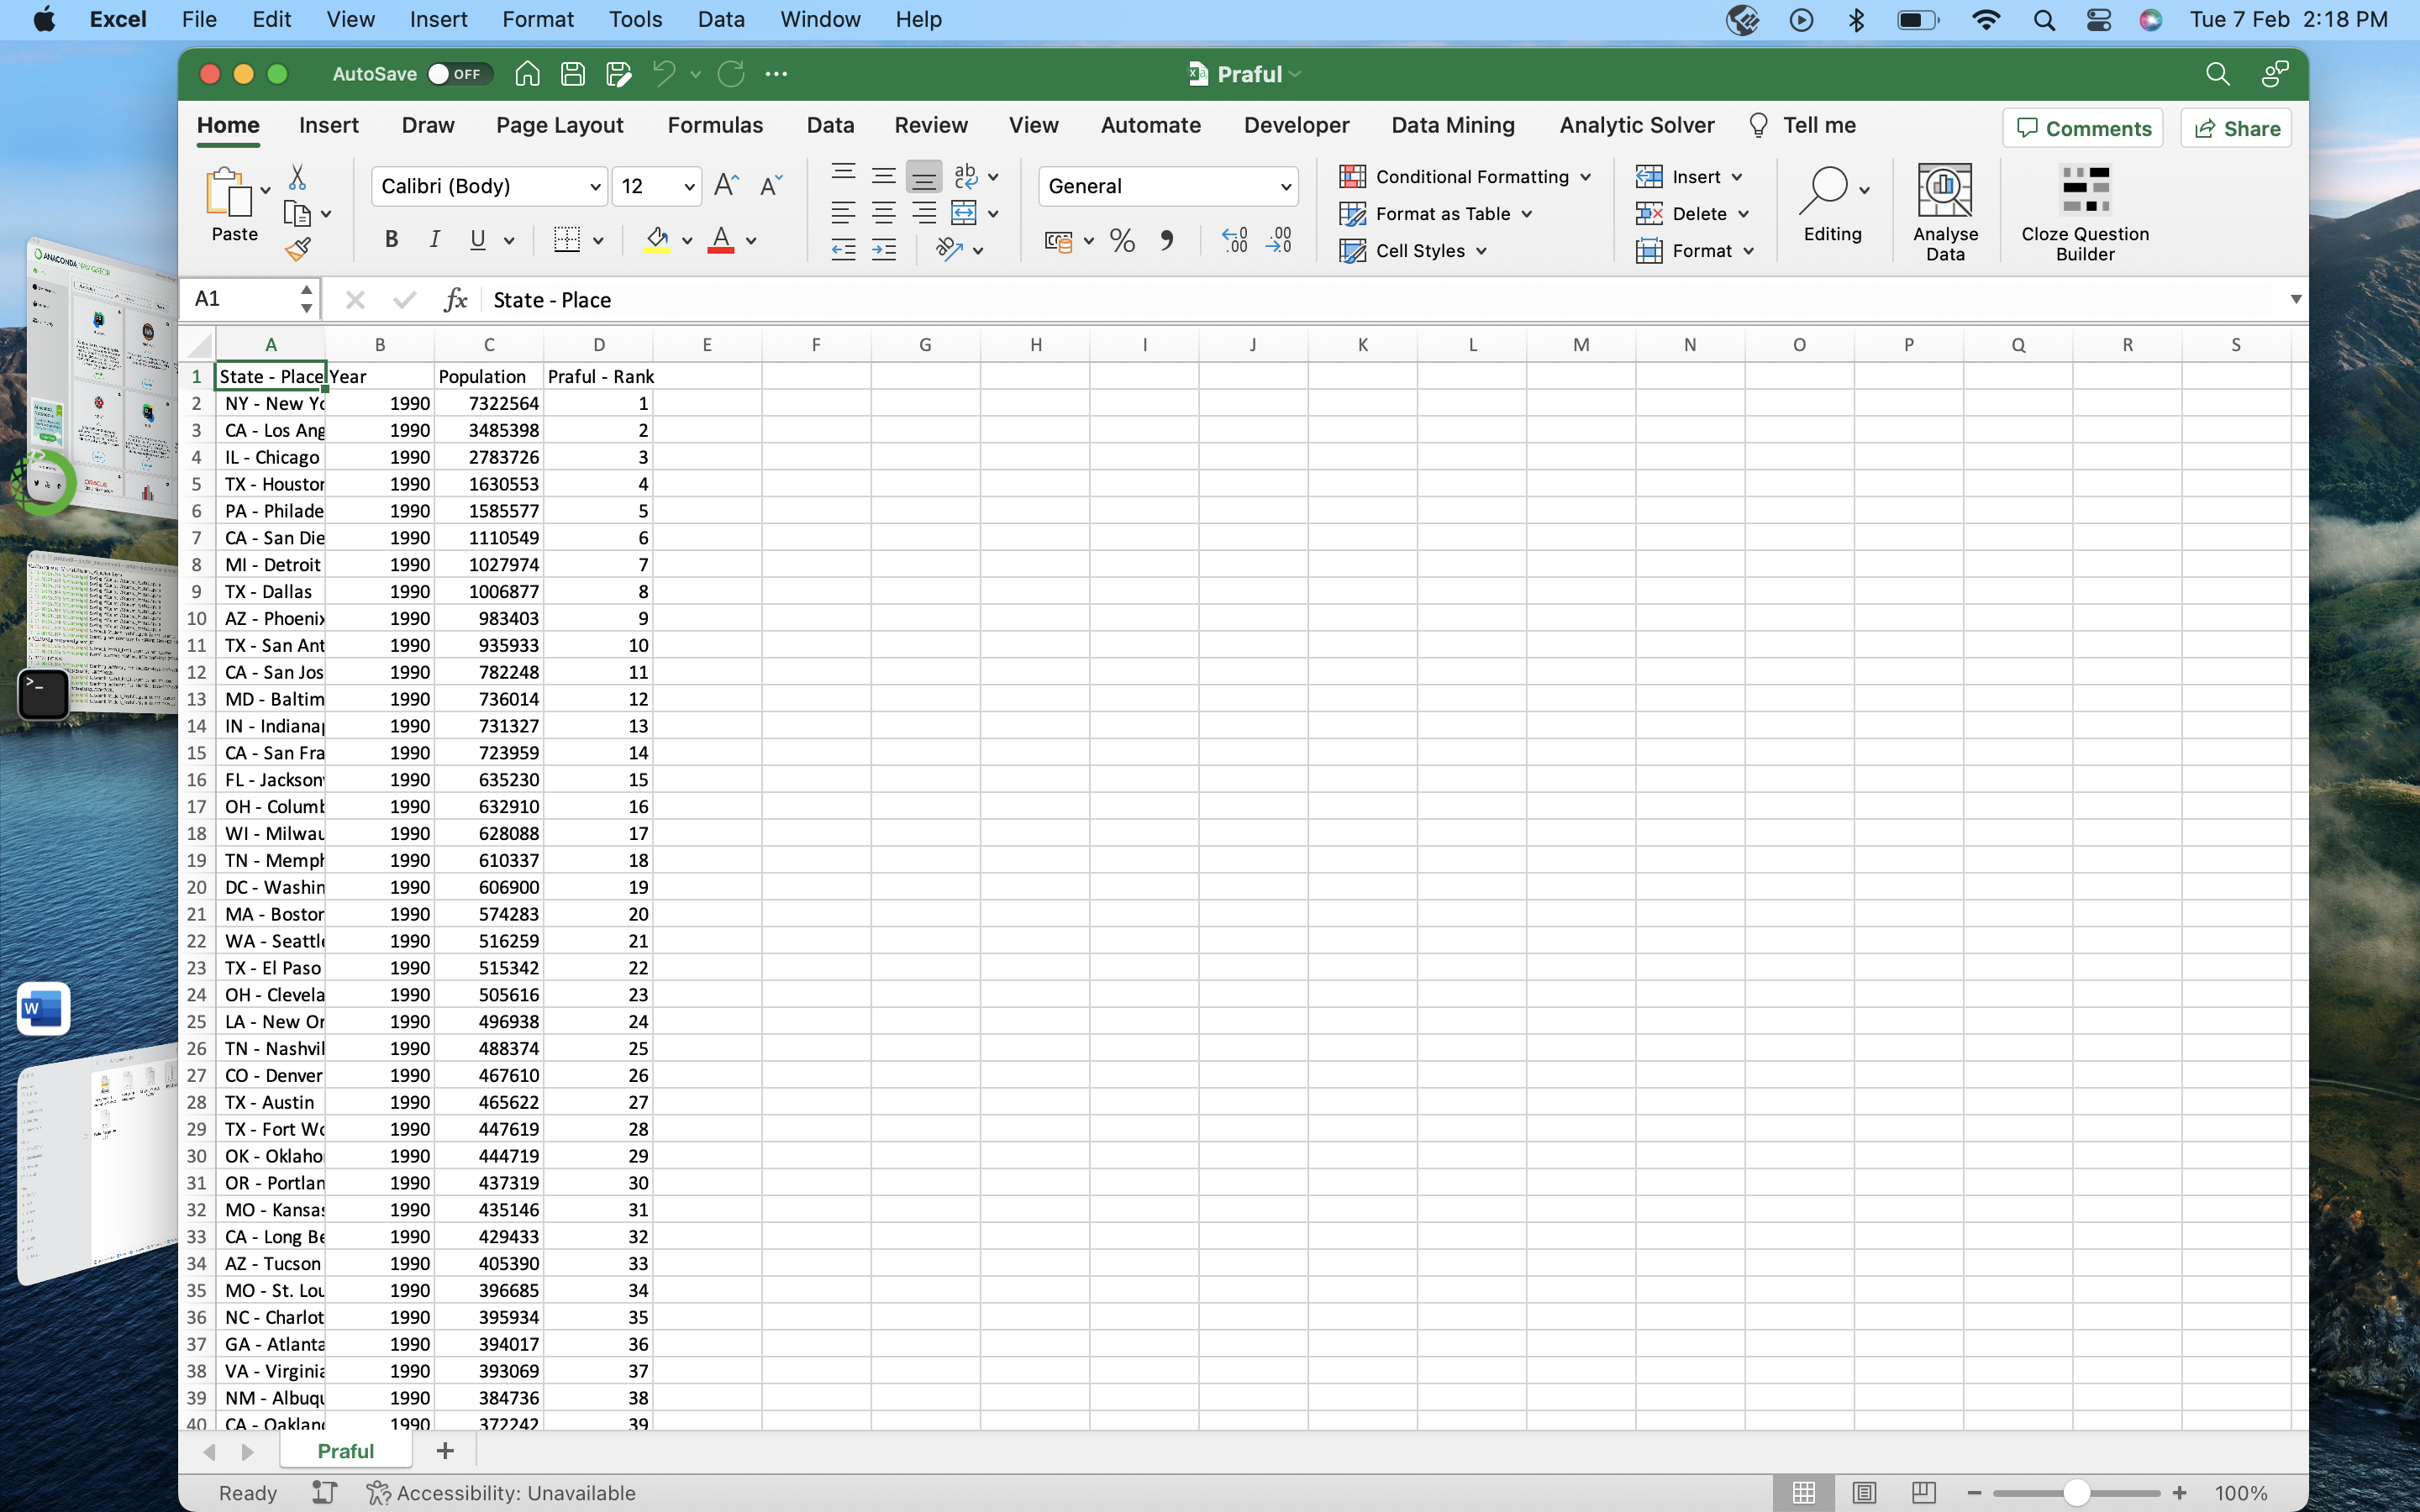 Excel File Edit View Insert Format Tools Data Window Help Tue 7 Feb 2:18 PM
AutoSave OFF Praful
Home Insert Draw Page Layout Formulas Data Review View Automate Developer Data Mining Analytic Solver Tell me Comments Share
Paste Calibri (Body) 12 General Conditional Formatting Format as Table Cell Styles Insert Delete Format Editing Analyse Data Cloze Question Builder
A1 fx State - Place
A B C D E F G H I J K L M N O P Q R S
1 State - Place Year Population Praful - Rank
2 NY - New Yo 1990 7322564 1
3 CA - Los Ang 1990 3485398 2
4 IL - Chicago 1990 2783726 3
5 TX - Houston 1990 1630553 4
6 PA - Philade 1990 1585577 5
7 CA - San Die 1990 1110549 6
8 MI - Detroit 1990 1027974 7
9 TX - Dallas 1990 1006877 8
10 AZ - Phoenix 1990 983403 9
11 TX - San Ant 1990 935933 10
12 CA - San Jos 1990 782248 11
13 MD - Baltim 1990 736014 12
14 IN - Indianap 1990 731327 13
15 CA - San Fra 1990 723959 14
16 FL - Jackson 1990 635230 15
17 OH - Columb 1990 632910 16
18 WI - Milwau 1990 628088 17
19 TN - Memph 1990 610337 18
20 DC - Washin 1990 606900 19
21 MA - Boston 1990 574283 20
22 WA - Seattle 1990 516259 21
23 TX - El Paso 1990 515342 22
24 OH - Clevela 1990 505616 23
25 LA - New Or 1990 496938 24
26 TN - Nashvil 1990 488374 25
27 CO - Denver 1990 467610 26
28 TX - Austin 1990 465622 27
29 TX - Fort Wo 1990 447619 28
30 OK - Oklaho 1990 444719 29
31 OR - Portlan 1990 437319 30
32 MO - Kansas 1990 435146 31
33 CA - Long Be 1990 429433 32
34 AZ - Tucson 1990 405390 33
35 MO - St. Lou 1990 396685 34
36 NC - Charlot 1990 395934 35
37 GA - Atlanta 1990 394017 36
38 VA - Virginia 1990 393069 37
39 NM - Albuqu 1990 384736 38
40 CA - Oakland 1990 372242 39
Praful
Ready Accessibility: Unavailable 100%
ANACONDA NAVIGATOR